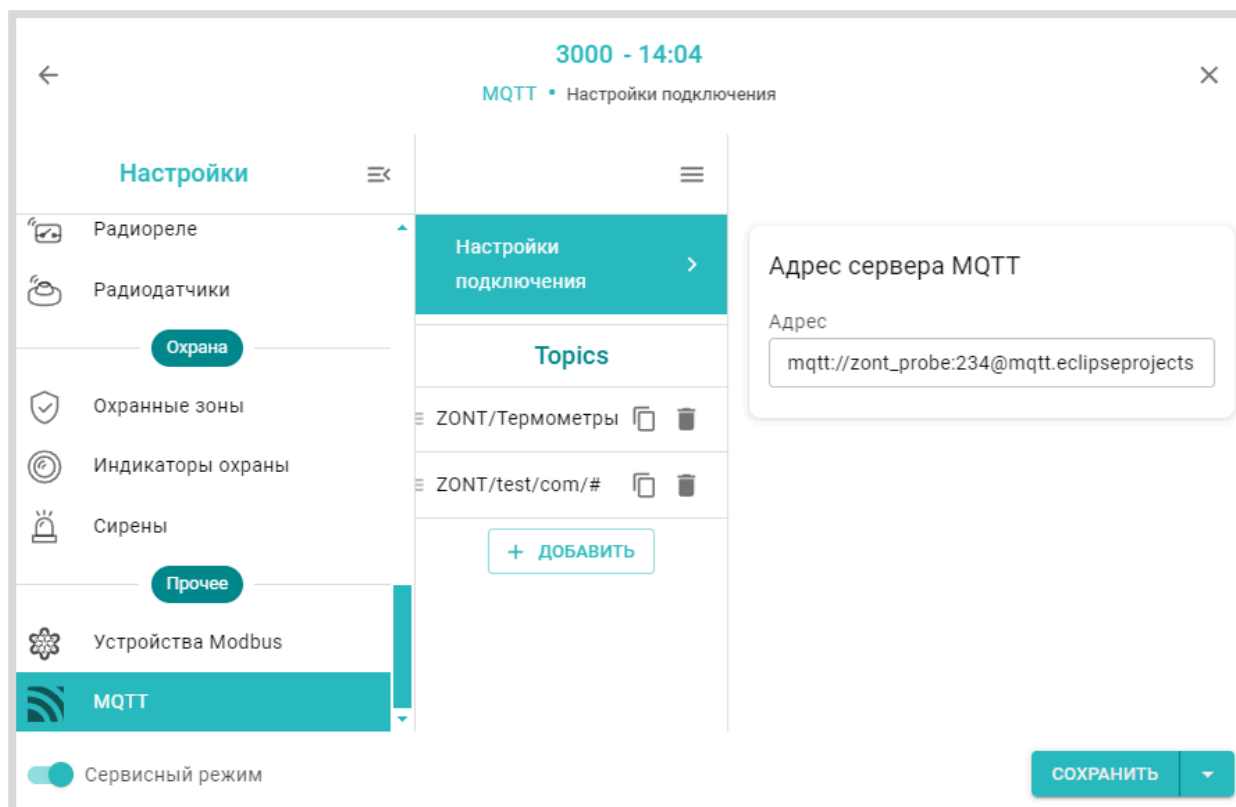 3000 - 14:04
MQTT • Настройки подключения
Настройки
Радиореле
Радиодатчики
Охрана
Охранные зоны
Индикаторы охраны
Сирены
Прочее
Устройства Modbus
MQTT
Настройки
подключения
Topics
ZONT/Термометры
ZONT/test/com/#
+ ДОБАВИТЬ
Адрес сервера MQTT
Адрес
mqtt://zont_probe:234@mqtt.eclipseprojects
Сервисный режим
СОХРАНИТЬ